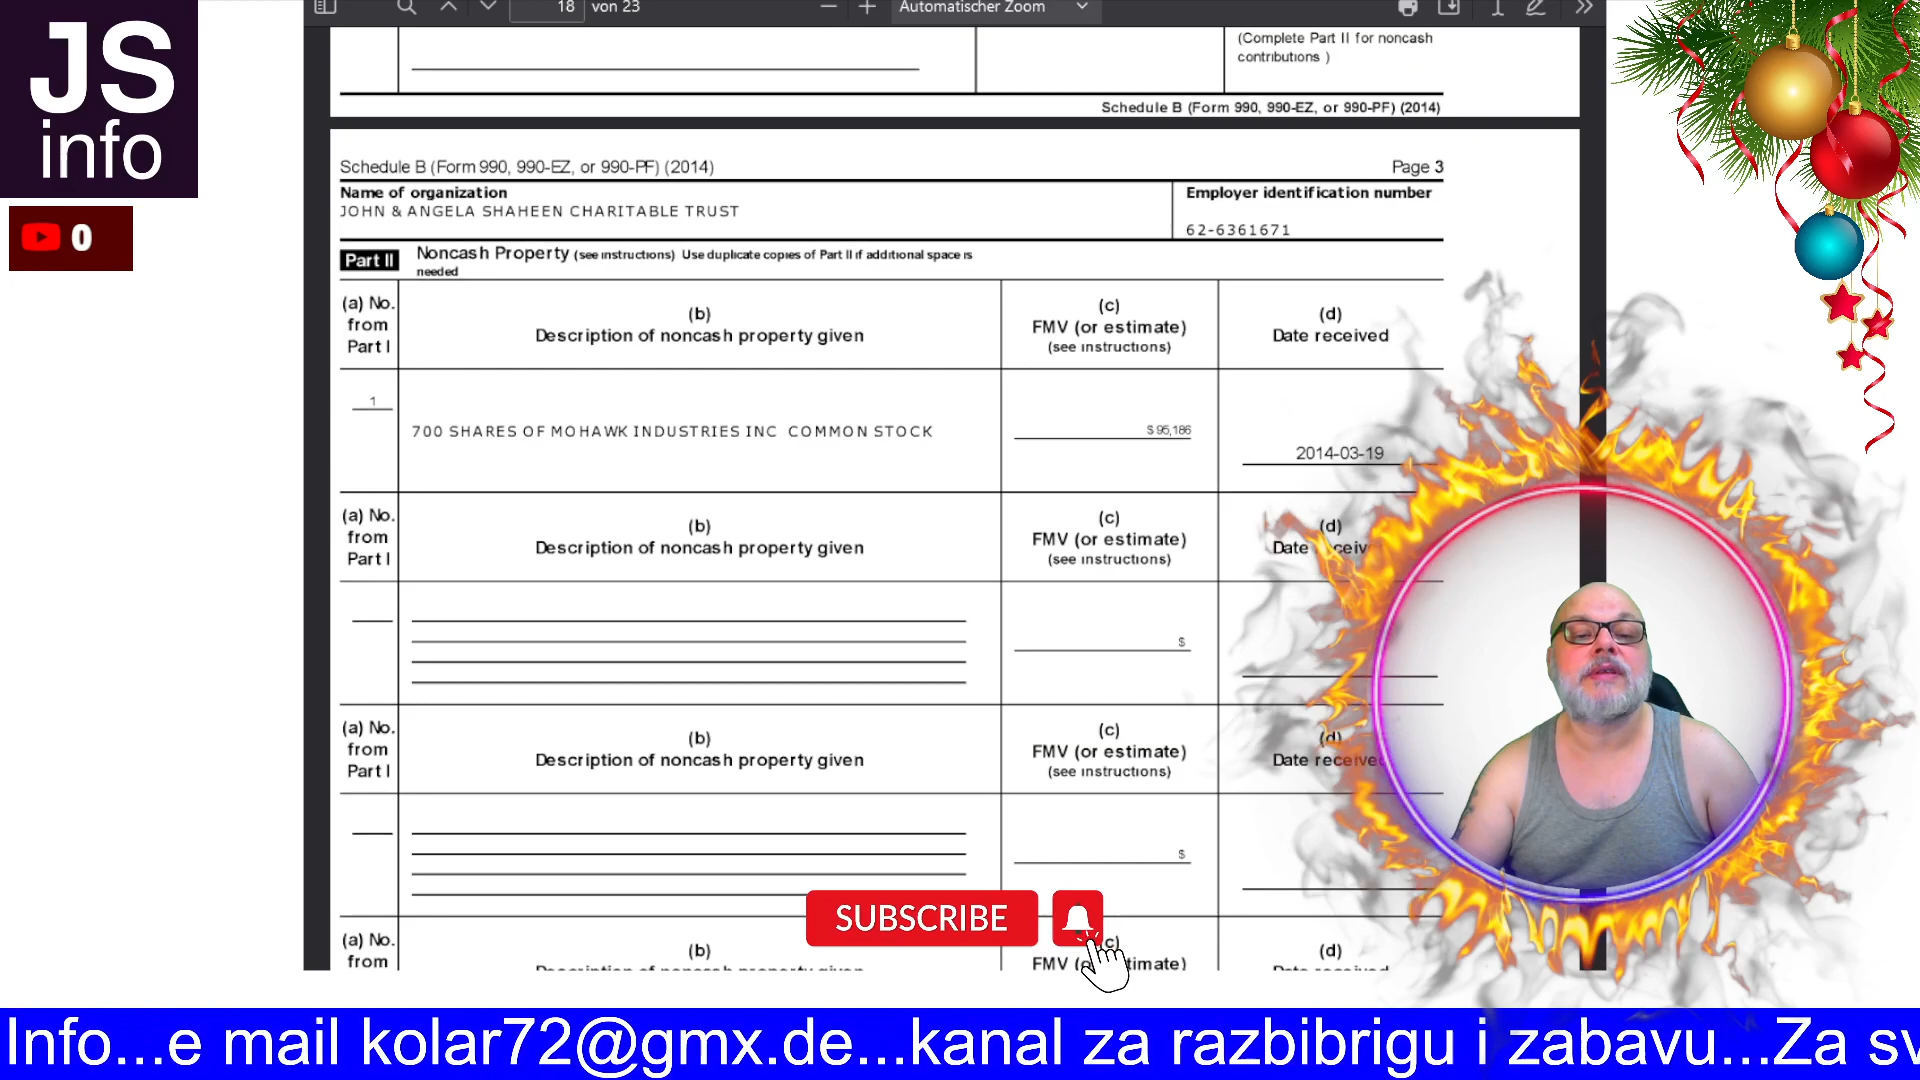 JS
info
0
18 von 23
Automatischer Zoom
(Complete Part II for noncash
contributions )
Schedule B (Form 990, 990-EZ, or 990-PF) (2014)
Schedule B (Form 990, 990-EZ, or 990-PF) (2014)
Page 3
Name of organization
JOHN & ANGELA SHAHEEN CHARITABLE TRUST
Employer identification number
62-6361671
Part II
Noncash Property (see instructions) Use duplicate copies of Part II if additional space is
needed
(a) No.
from
Part I
(b)
Description of noncash property given
(c)
FMV (or estimate)
(see instructions)
(d)
Date received
1
700 SHARES OF MOHAWK INDUSTRIES INC COMMON STOCK
$ 95,186
2014-03-19
(a) No.
from
Part I
(b)
Description of noncash property given
(c)
FMV (or estimate)
(see instructions)
(d)
Date
$
(a) No.
from
Part I
(b)
Description of noncash property given
(c)
FMV (or estimate)
(see instructions)
(d)
Date received
$
SUBSCRIBE
(a) No.
from
(b)
FMV
(d)
Info...e mail kolar72@gmx.de...kanal za razbibrigu i zabavu...Za sv